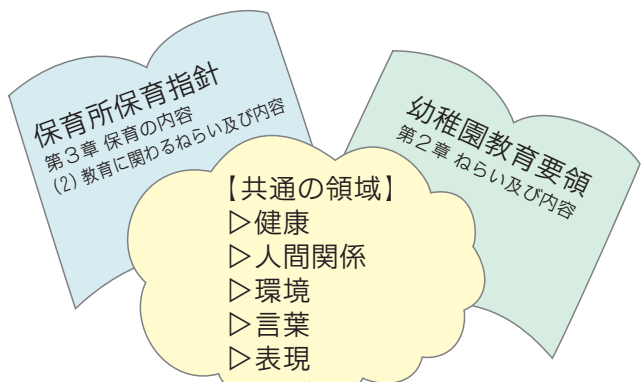 保育所保育指針
第3章 保育の内容
(2) 教育に関わるねらい及び内容
幼稚園教育要領
第2章 ねらい及び内容
【共通の領域】
▷健康
▷人間関係
▷環境
▷言葉
▷表現